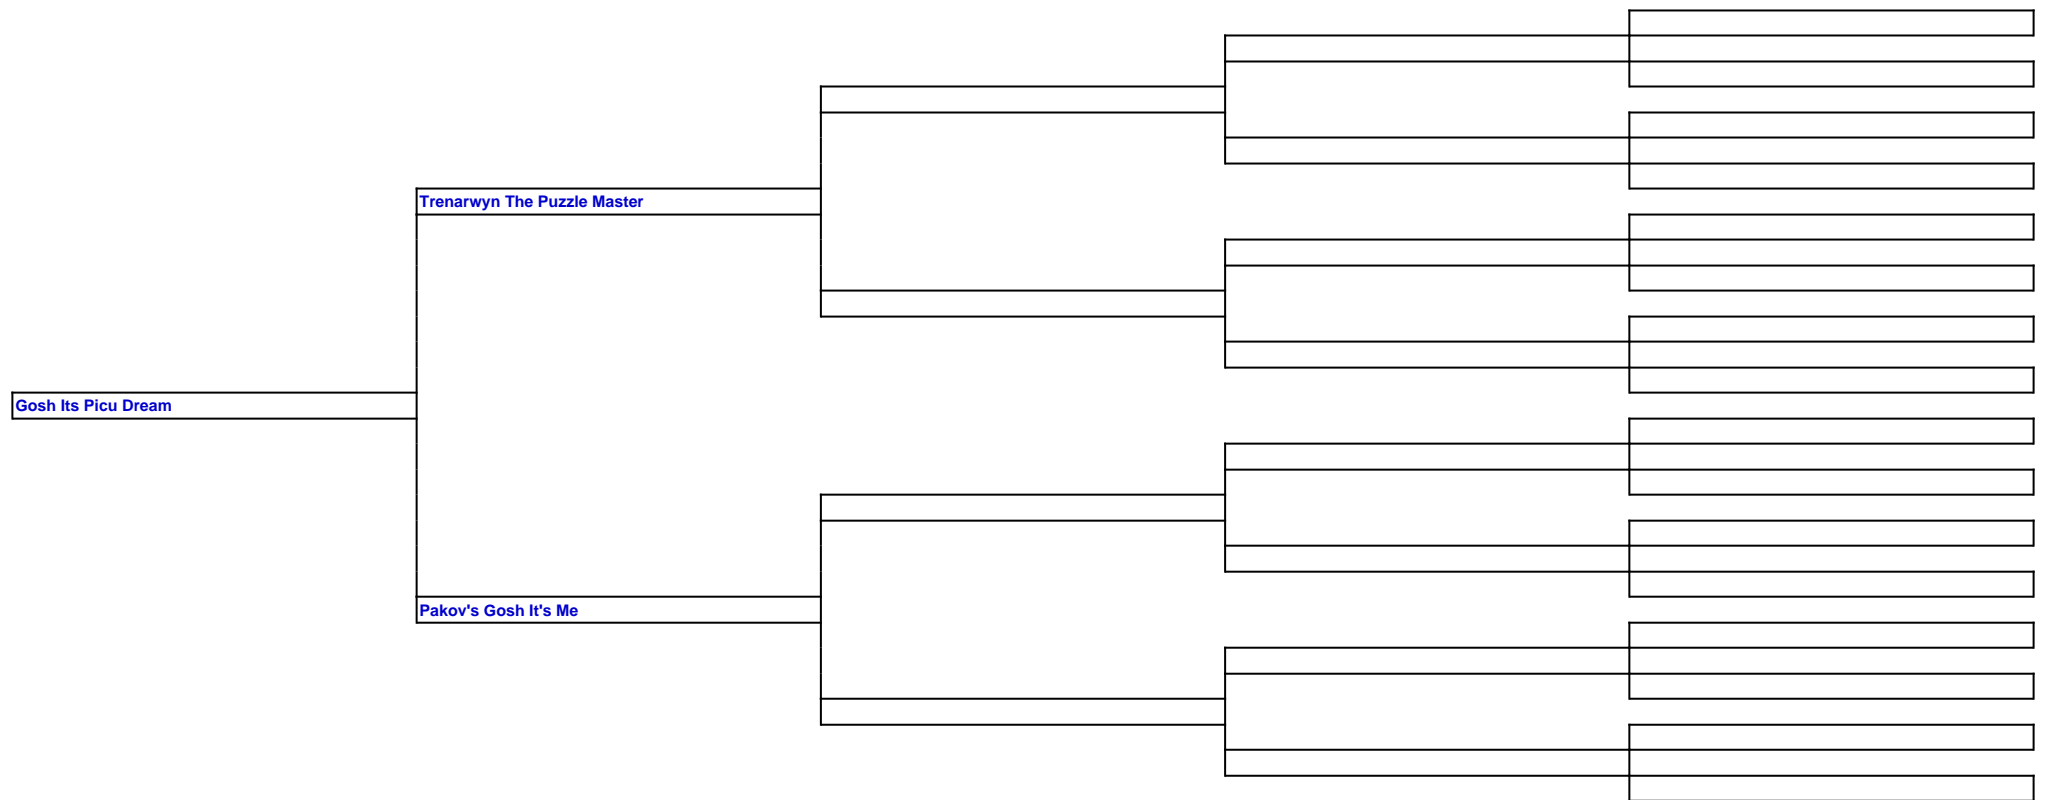 Trenarwyn The Puzzle Master
Gosh Its Picu Dream
Pakov's Gosh It's Me